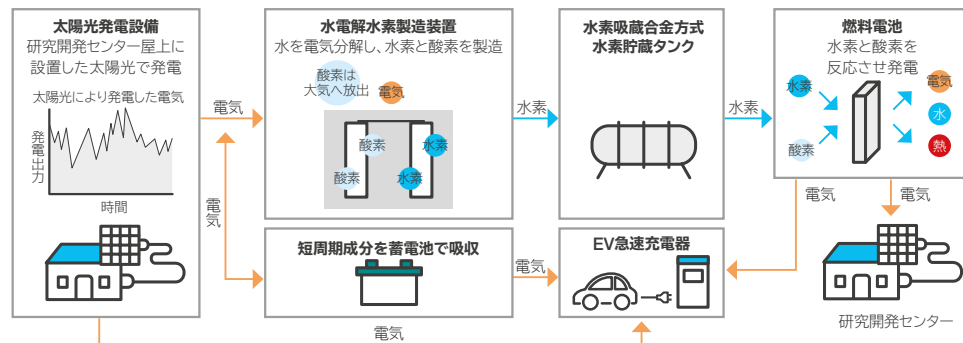 太陽光発電設備
研究開発センター屋上に
設置した太陽光で発電
太陽光により発電した電気
発電出力
時間
電気
電気
水電解水素製造装置
水を電気分解し、水素と酸素を製造
酸素は
大気へ放出
電気
酸素
水素
酸素
水素
水素
水素吸蔵合金方式
水素貯蔵タンク
水素
燃料電池
水素と酸素を
反応させ発電
水素
電気
水
酸素
熱
電気
電気
短周期成分を蓄電池で吸収
電気
EV急速充電器
研究開発センター
電気